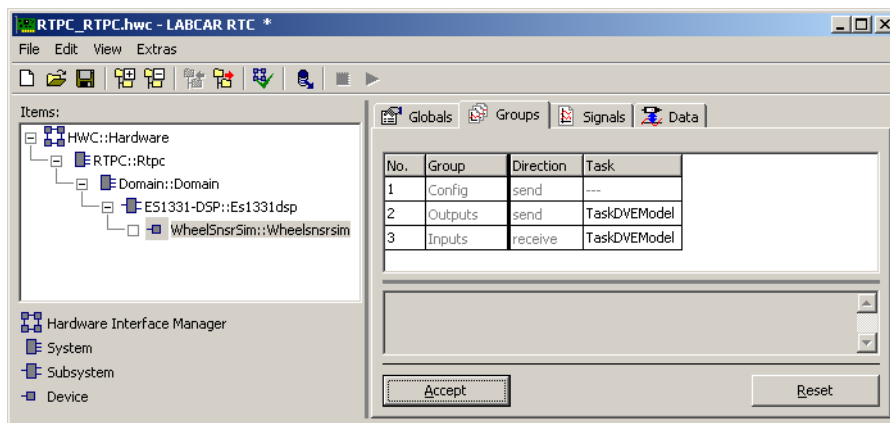 RTPC_RTPC.hwc - LABCAR RTC *
File Edit View Extras
Items:
HWC::Hardware
RTPC::Rtpc
Domain::Domain
ES1331-DSP::Es1331dsp
WheelSnsrSim::Wheelsnsrsim
Hardware Interface Manager
System
Subsystem
Device
Globals Groups Signals Data
No. Group Direction Task
1 Config send ---
2 Outputs send TaskDVEModel
3 Inputs receive TaskDVEModel
Accept Reset